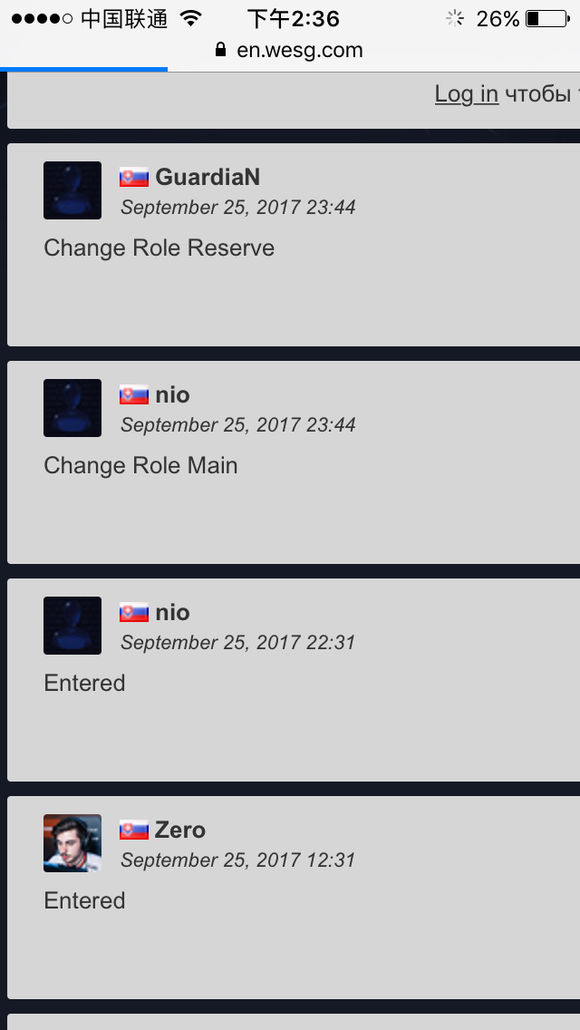 中国联通 下午2:36 26%
en.wesg.com
Log in чтобы
GuardiaN
September 25, 2017 23:44
Change Role Reserve
nio
September 25, 2017 23:44
Change Role Main
nio
September 25, 2017 22:31
Entered
Zero
September 25, 2017 12:31
Entered